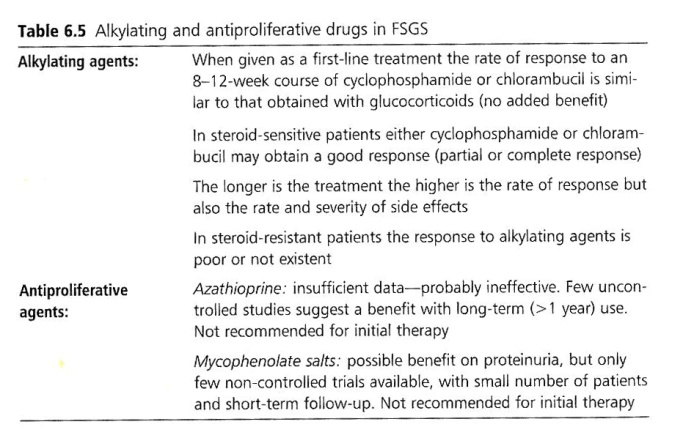 Table 6.5 Alkylating and antiproliferative drugs in FSGS
Alkylating agents: When given as a first-line treatment the rate of response to an
8–12-week course of cyclophosphamide or chlorambucil is simi-
lar to that obtained with glucocorticoids (no added benefit)
In steroid-sensitive patients either cyclophosphamide or chloram-
bucil may obtain a good response (partial or complete response)
The longer is the treatment the higher is the rate of response but
also the rate and severity of side effects
In steroid-resistant patients the response to alkylating agents is
poor or not existent
Antiproliferative Azathioprine: insufficient data—probably ineffective. Few uncon-
agents: trolled studies suggest a benefit with long-term (>1 year) use.
Not recommended for initial therapy
Mycophenolate salts: possible benefit on proteinuria, but only
few non-controlled trials available, with small number of patients
and short-term follow-up. Not recommended for initial therapy